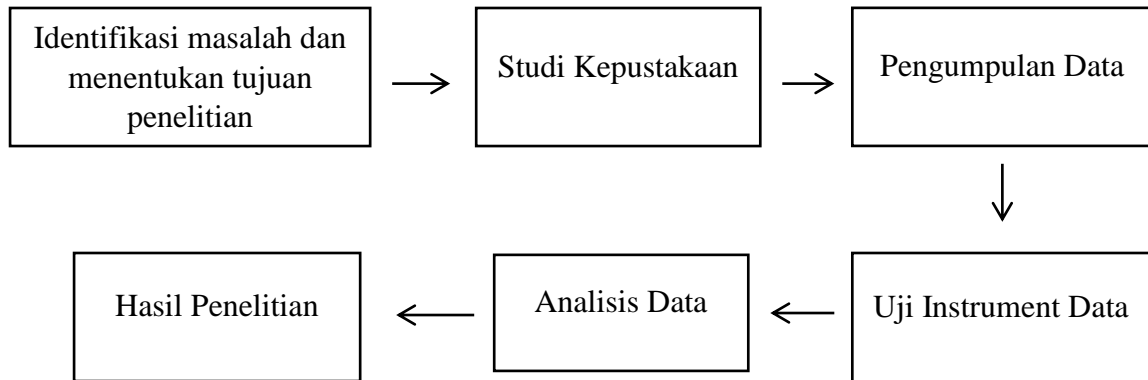 Identifikasi masalah dan
menentukan tujuan
penelitian
Studi Kepustakaan
Pengumpulan Data
Uji Instrument Data
Analisis Data
Hasil Penelitian